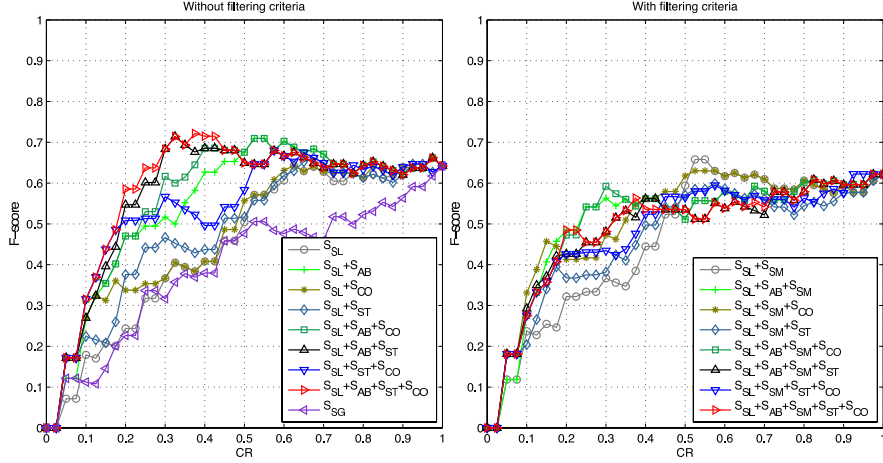 Without filtering criteria
1
0.9
0.8
0.7
0.6
0.5
0.4
0.3
0.2
0.1
0
F-score
0 0.1 0.2 0.3 0.4 0.5 0.6 0.7 0.8 0.9 1
CR
S_SL
S_SL+S_AB
S_SL+S_CO
S_SL+S_ST
S_SL+S_AB+S_CO
S_SL+S_AB+S_ST
S_SL+S_ST+S_CO
S_SL+S_AB+S_ST+S_CO
S_SG
With filtering criteria
1
0.9
0.8
0.7
0.6
0.5
0.4
0.3
0.2
0.1
0
F-score
0 0.1 0.2 0.3 0.4 0.5 0.6 0.7 0.8 0.9 1
CR
S_SL+S_SM
S_SL+S_AB+S_SM
S_SL+S_SM+S_CO
S_SL+S_SM+S_ST
S_SL+S_AB+S_SM+S_CO
S_SL+S_AB+S_SM+S_ST
S_SL+S_SM+S_ST+S_CO
S_SL+S_AB+S_SM+S_ST+S_CO